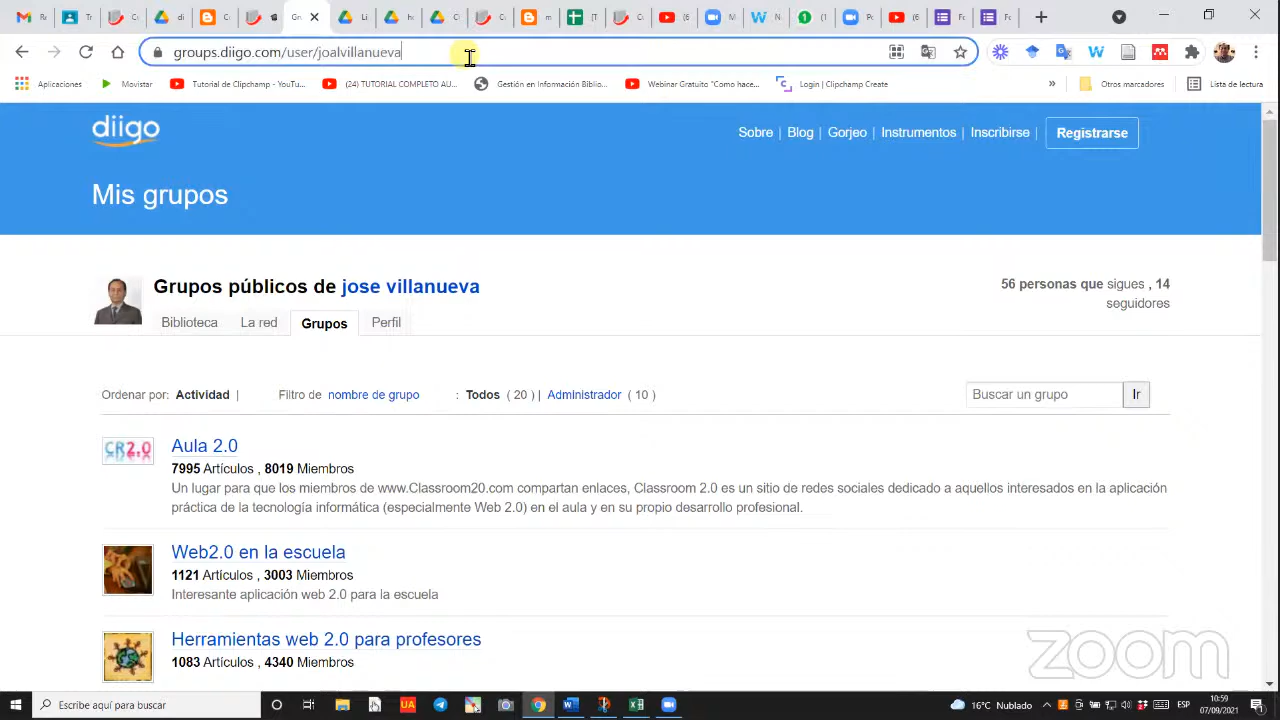 Gr
groups.diigo.com/user/joalvillanueva
Aplicaciones
Movistar
Tutorial de Clipchamp - YouTu...
(24) TUTORIAL COMPLETO AU...
Gestión en Información Biblio...
Webinar Gratuito "Como hace...
Login | Clipchamp Create
»
Otros marcadores
Lista de lectura
diigo
Sobre | Blog | Gorjeo | Instrumentos | Inscribirse |
Registrarse
Mis grupos
Grupos públicos de jose villanueva
56 personas que sigues , 14
seguidores
Biblioteca
La red
Grupos
Perfil
Ordenar por: Actividad |
Filtro de nombre de grupo : Todos ( 20 ) | Administrador ( 10 )
Buscar un grupo
Ir
CR2.0
Aula 2.0
7995 Artículos , 8019 Miembros
Un lugar para que los miembros de www.Classroom20.com compartan enlaces, Classroom 2.0 es un sitio de redes sociales dedicado a aquellos interesados en la aplicación
práctica de la tecnología informática (especialmente Web 2.0) en el aula y en su propio desarrollo profesional.
Web2.0 en la escuela
1121 Artículos , 3003 Miembros
Interesante aplicación web 2.0 para la escuela
Herramientas web 2.0 para profesores
1083 Artículos , 4340 Miembros
zoom
Escribe aquí para buscar
UA
16°C Nublado
ESP
10:59
07/09/2021